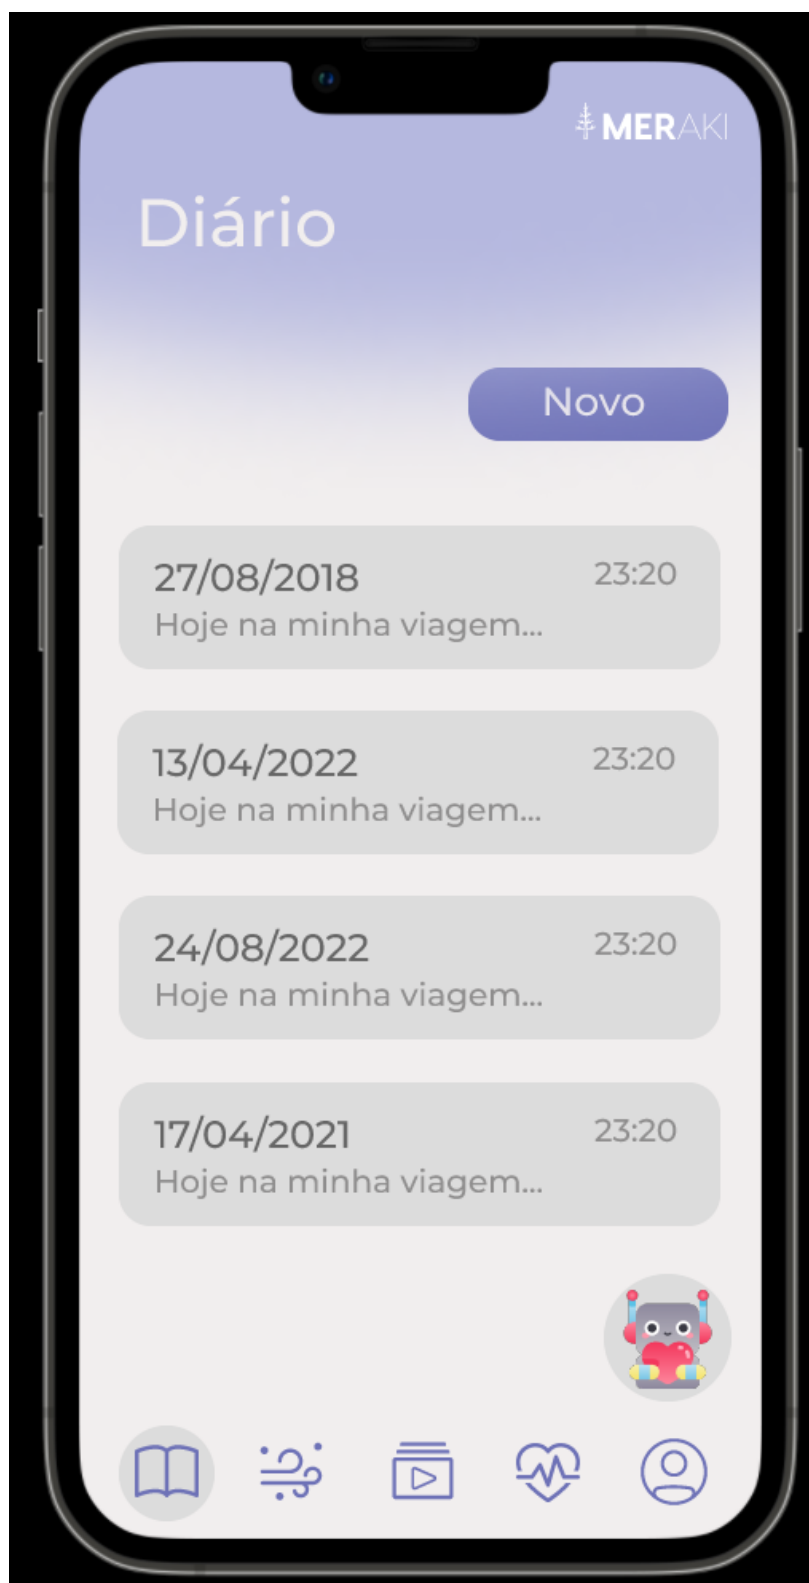 MERAKI
Diário
Novo
27/08/2018 23:20
Hoje na minha viagem...
13/04/2022 23:20
Hoje na minha viagem...
24/08/2022 23:20
Hoje na minha viagem...
17/04/2021 23:20
Hoje na minha viagem...